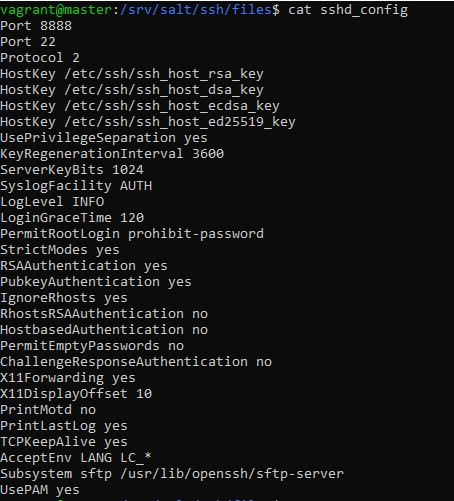 vagrant@master:/srv/salt/ssh/files$ cat sshd_config
Port 8888
Port 22
Protocol 2
HostKey /etc/ssh/ssh_host_rsa_key
HostKey /etc/ssh/ssh_host_dsa_key
HostKey /etc/ssh/ssh_host_ecdsa_key
HostKey /etc/ssh/ssh_host_ed25519_key
UsePrivilegeSeparation yes
KeyRegenerationInterval 3600
ServerKeyBits 1024
SyslogFacility AUTH
LogLevel INFO
LoginGraceTime 120
PermitRootLogin prohibit-password
StrictModes yes
RSAAuthentication yes
PubkeyAuthentication yes
IgnoreRhosts yes
RhostsRSAAuthentication no
HostbasedAuthentication no
PermitEmptyPasswords no
ChallengeResponseAuthentication no
X11Forwarding yes
X11DisplayOffset 10
PrintMotd no
PrintLastLog yes
TCPKeepAlive yes
AcceptEnv LANG LC_*
Subsystem sftp /usr/lib/openssh/sftp-server
UsePAM yes